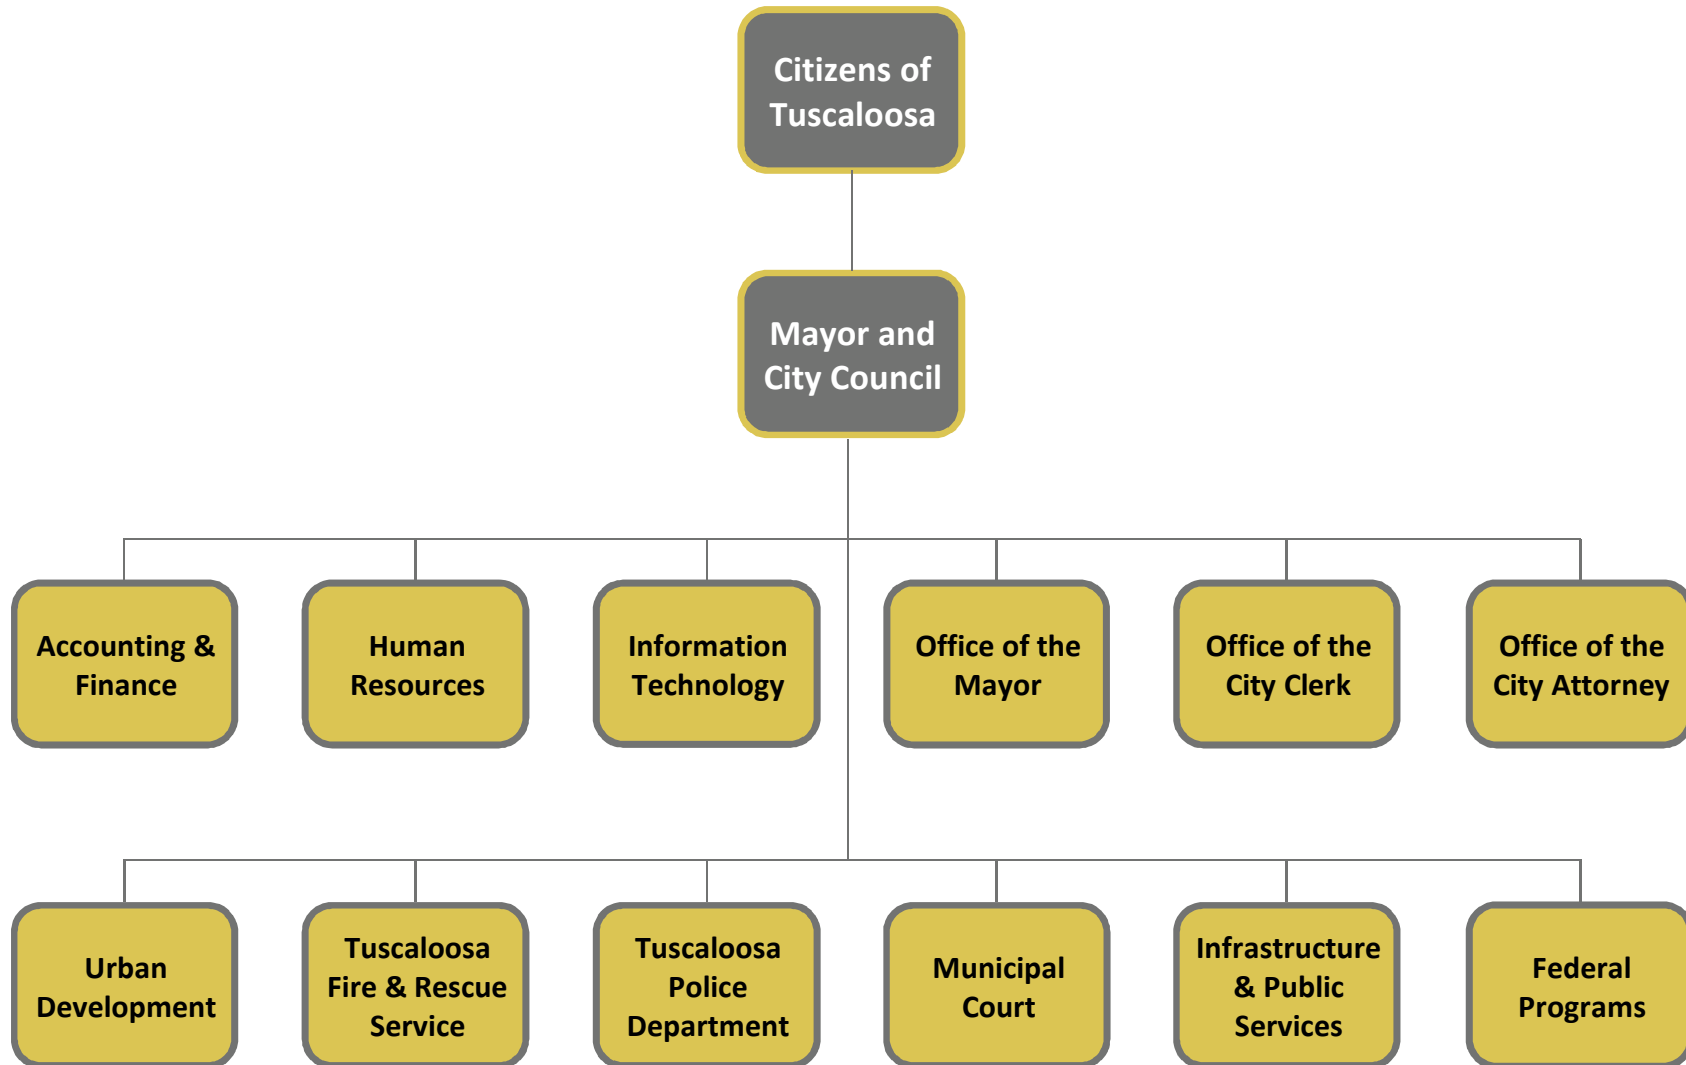 Citizens of
Tuscaloosa
Mayor and
City Council
Accounting &
Finance
Human
Resources
Information
Technology
Office of the
Mayor
Office of the
City Clerk
Office of the
City Attorney
Urban
Development
Tuscaloosa
Fire & Rescue
Service
Tuscaloosa
Police
Department
Municipal
Court
Infrastructure
& Public
Services
Federal
Programs